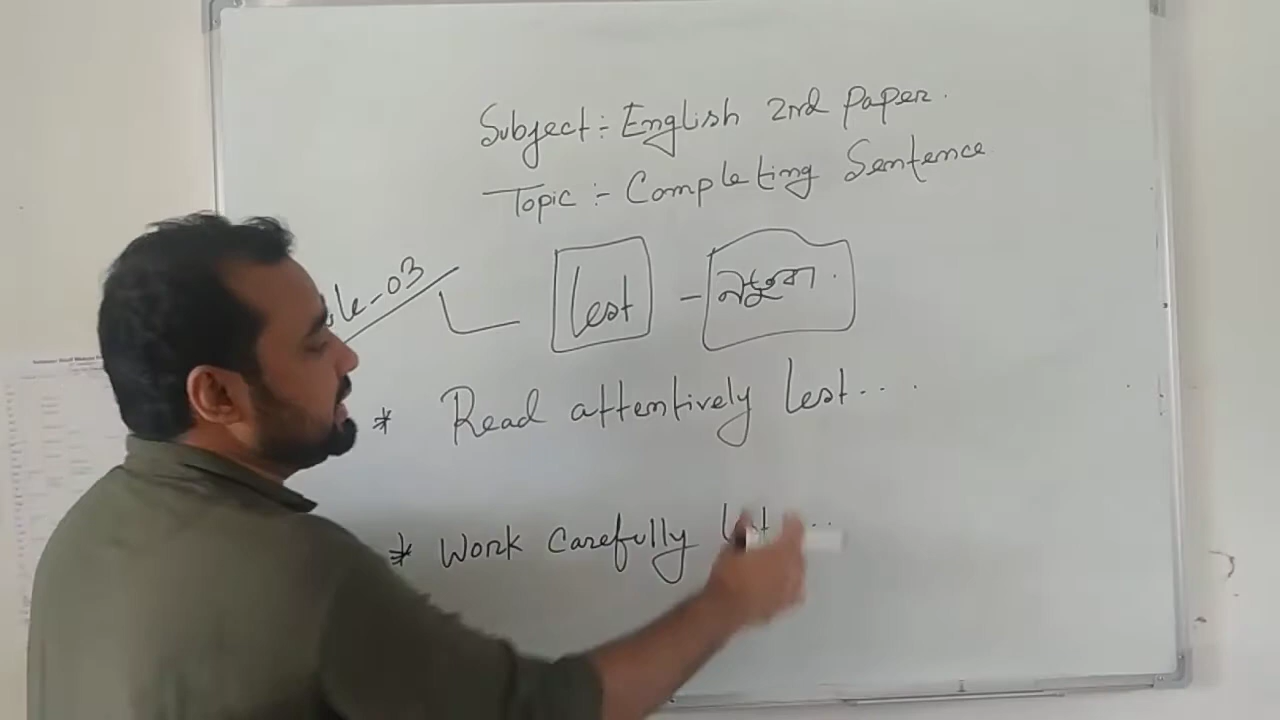 Subject:- English 2nd Paper.
Topic:- Completing Sentence
lest - নতুবা.
* Read attentively lest....
* Work carefully